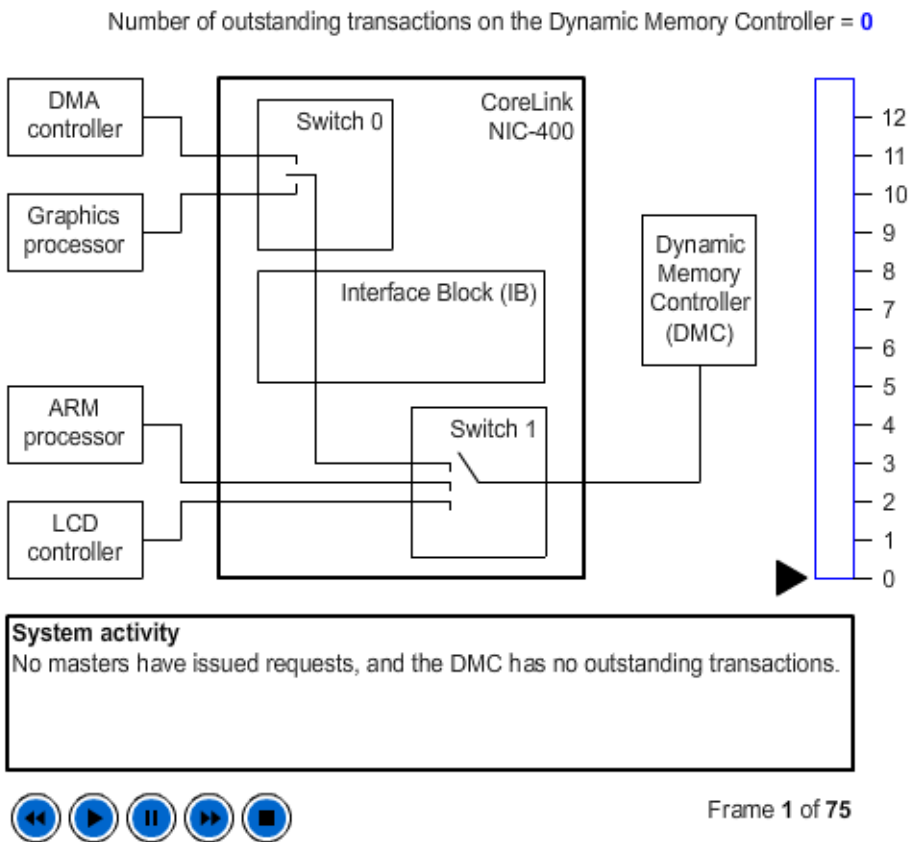 Number of outstanding transactions on the Dynamic Memory Controller = 0
DMA
controller
Switch 0
CoreLink
NIC-400
Graphics
processor
Interface Block (IB)
Dynamic
Memory
Controller
(DMC)
ARM
processor
Switch 1
LCD
controller
12
11
10
9
8
7
6
5
4
3
2
1
0
System activity
No masters have issued requests, and the DMC has no outstanding transactions.
Frame 1 of 75